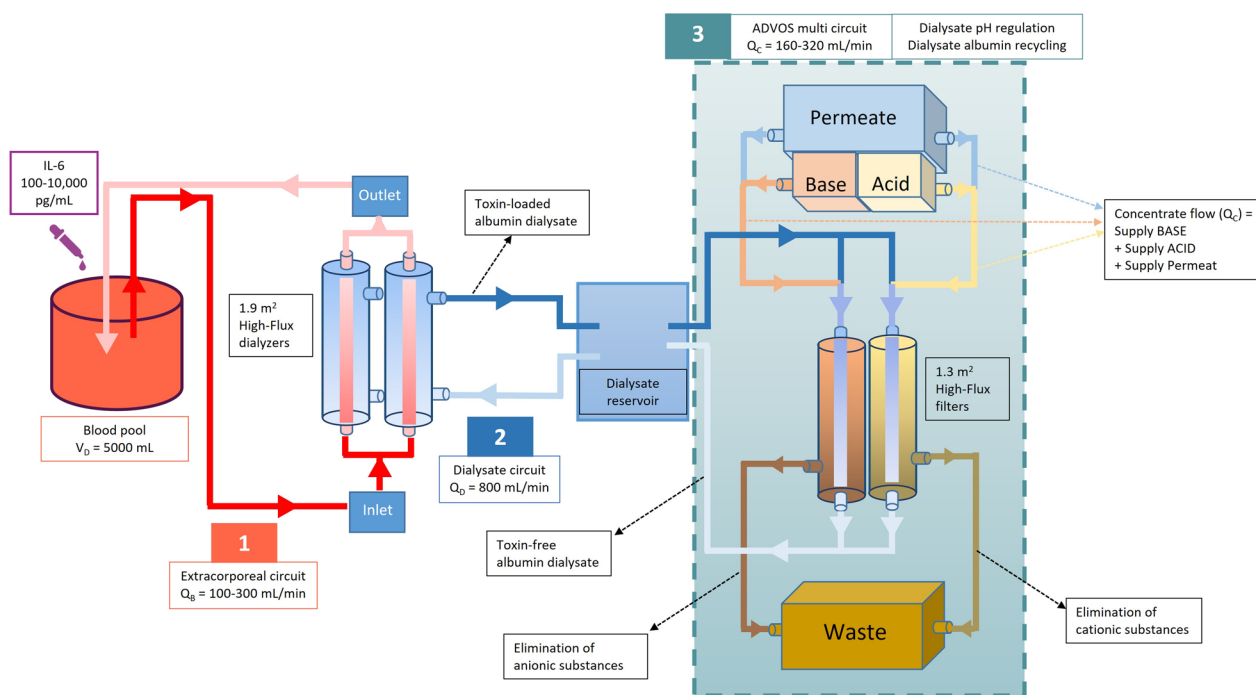 3
ADVOS multi circuit
Q_C = 160-320 mL/min
Dialysate pH regulation
Dialysate albumin recycling
IL-6
100-10,000
pg/mL
Outlet
Toxin-loaded
albumin dialysate
Permeate
Base
Acid
Concentrate flow (Q_C) =
Supply BASE
+ Supply ACID
+ Supply Permeat
1.9 m²
High-Flux
dialyzers
Dialysate
reservoir
1.3 m²
High-Flux
filters
Blood pool
V_D = 5000 mL
2
Dialysate circuit
Q_D = 800 mL/min
Inlet
1
Extracorporeal circuit
Q_B = 100-300 mL/min
Toxin-free
albumin dialysate
Waste
Elimination of
anionic substances
Elimination of
cationic substances